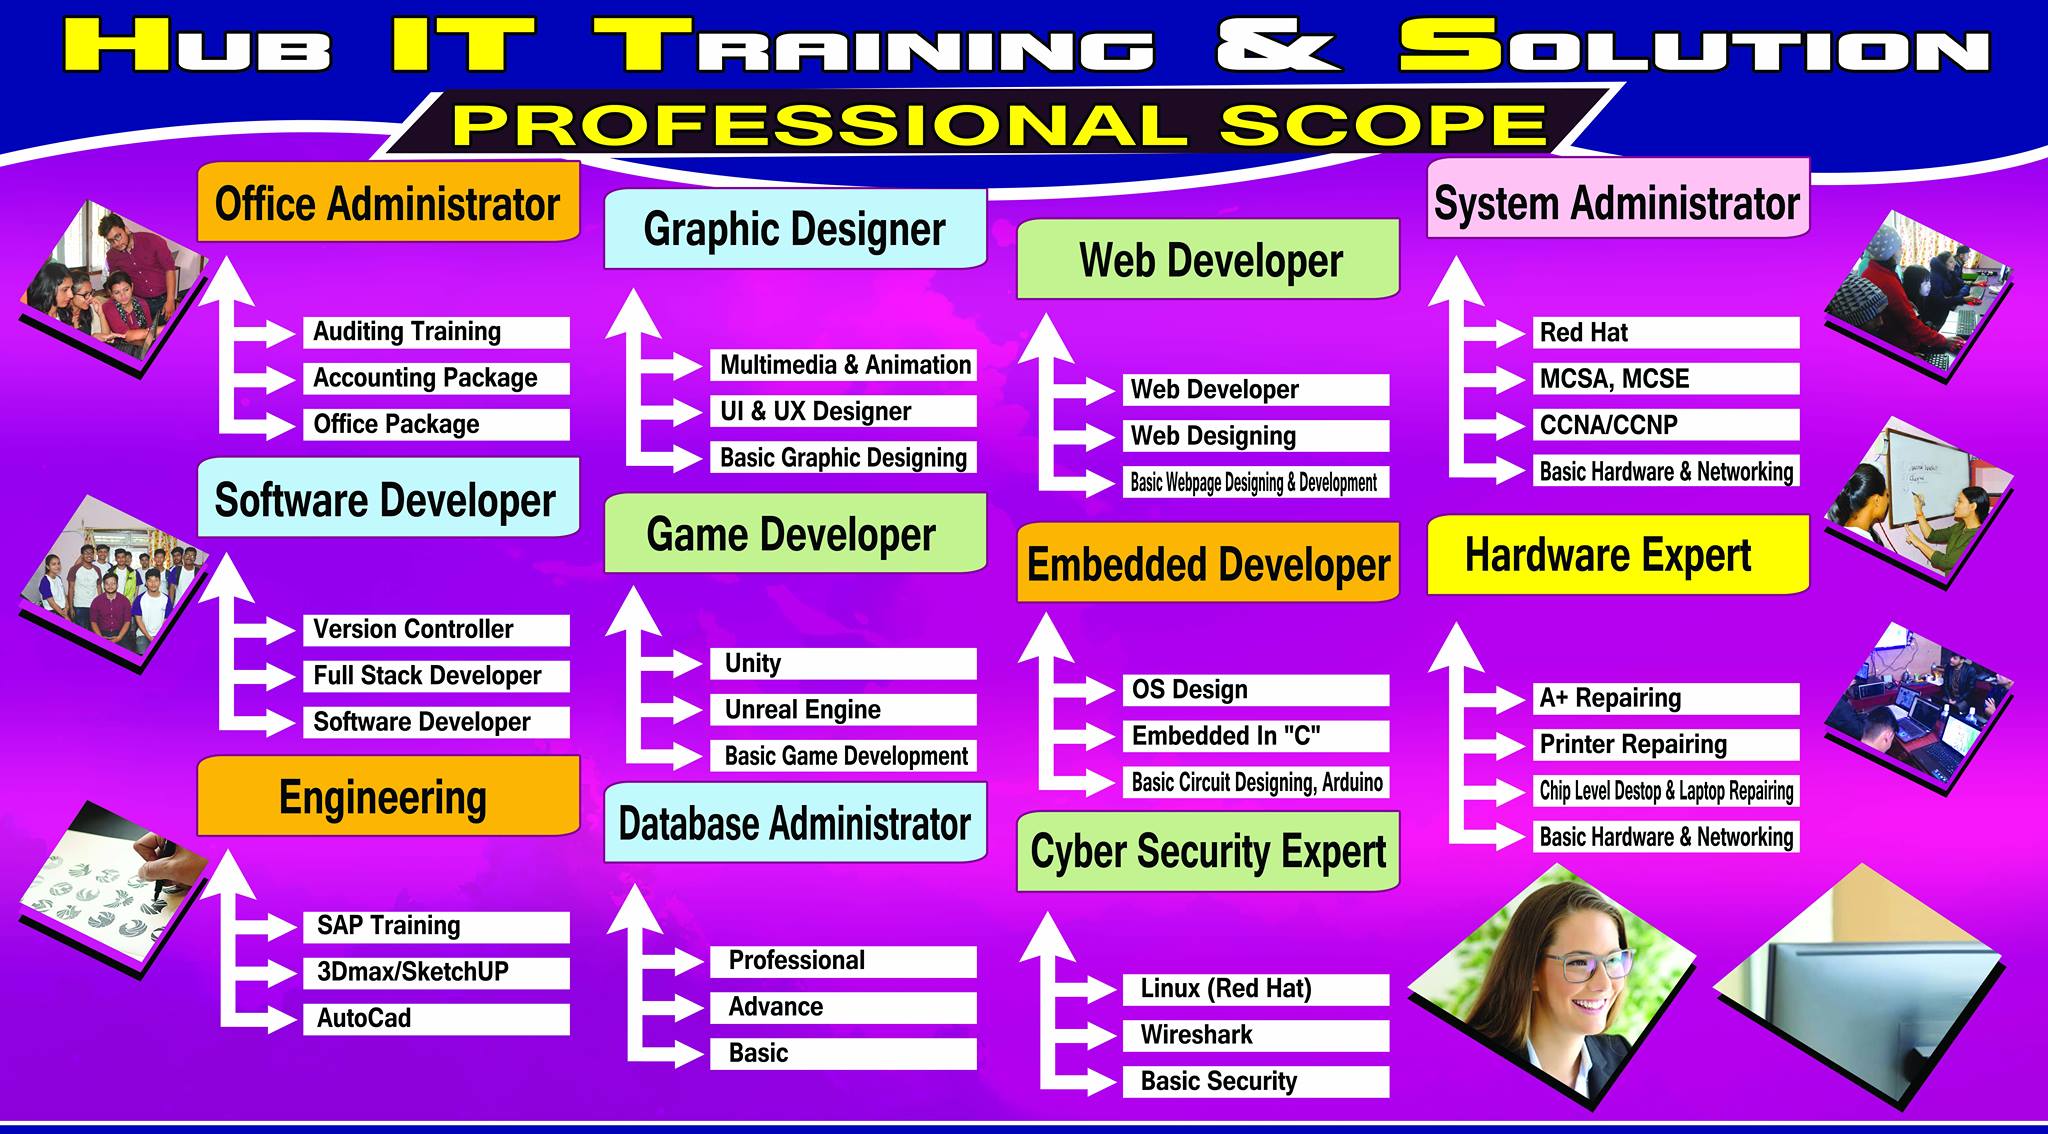 HUB IT TRAINING & SOLUTION
PROFESSIONAL SCOPE
Office Administrator
Auditing Training
Accounting Package
Office Package
Software Developer
Version Controller
Full Stack Developer
Software Developer
Engineering
SAP Training
3Dmax/SketchUP
AutoCad
Graphic Designer
Multimedia & Animation
UI & UX Designer
Basic Graphic Designing
Game Developer
Unity
Unreal Engine
Basic Game Development
Database Administrator
Professional
Advance
Basic
Web Developer
Web Developer
Web Designing
Basic Webpage Designing & Development
Embedded Developer
OS Design
Embedded In "C"
Basic Circuit Designing, Arduino
Cyber Security Expert
Linux (Red Hat)
Wireshark
Basic Security
System Administrator
Red Hat
MCSA, MCSE
CCNA/CCNP
Basic Hardware & Networking
Hardware Expert
A+ Repairing
Printer Repairing
Chip Level Destop & Laptop Repairing
Basic Hardware & Networking